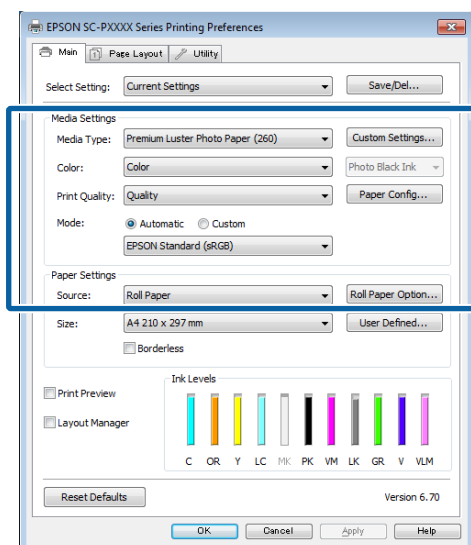 EPSON SC-PXXXX Series Printing Preferences
Main Page Layout Utility
Select Setting: Current Settings Save/Del...
Media Settings
Media Type: Premium Luster Photo Paper (260) Custom Settings...
Color: Color Photo Black Ink
Print Quality: Quality Paper Config...
Mode: Automatic Custom
EPSON Standard (sRGB)
Paper Settings
Source: Roll Paper Roll Paper Option...
Size: A4 210 x 297 mm User Defined...
Borderless
Ink Levels
Print Preview
Layout Manager
C OR Y LC MK PK VM LK GR V VLM
Reset Defaults Version 6.70
OK Cancel Apply Help